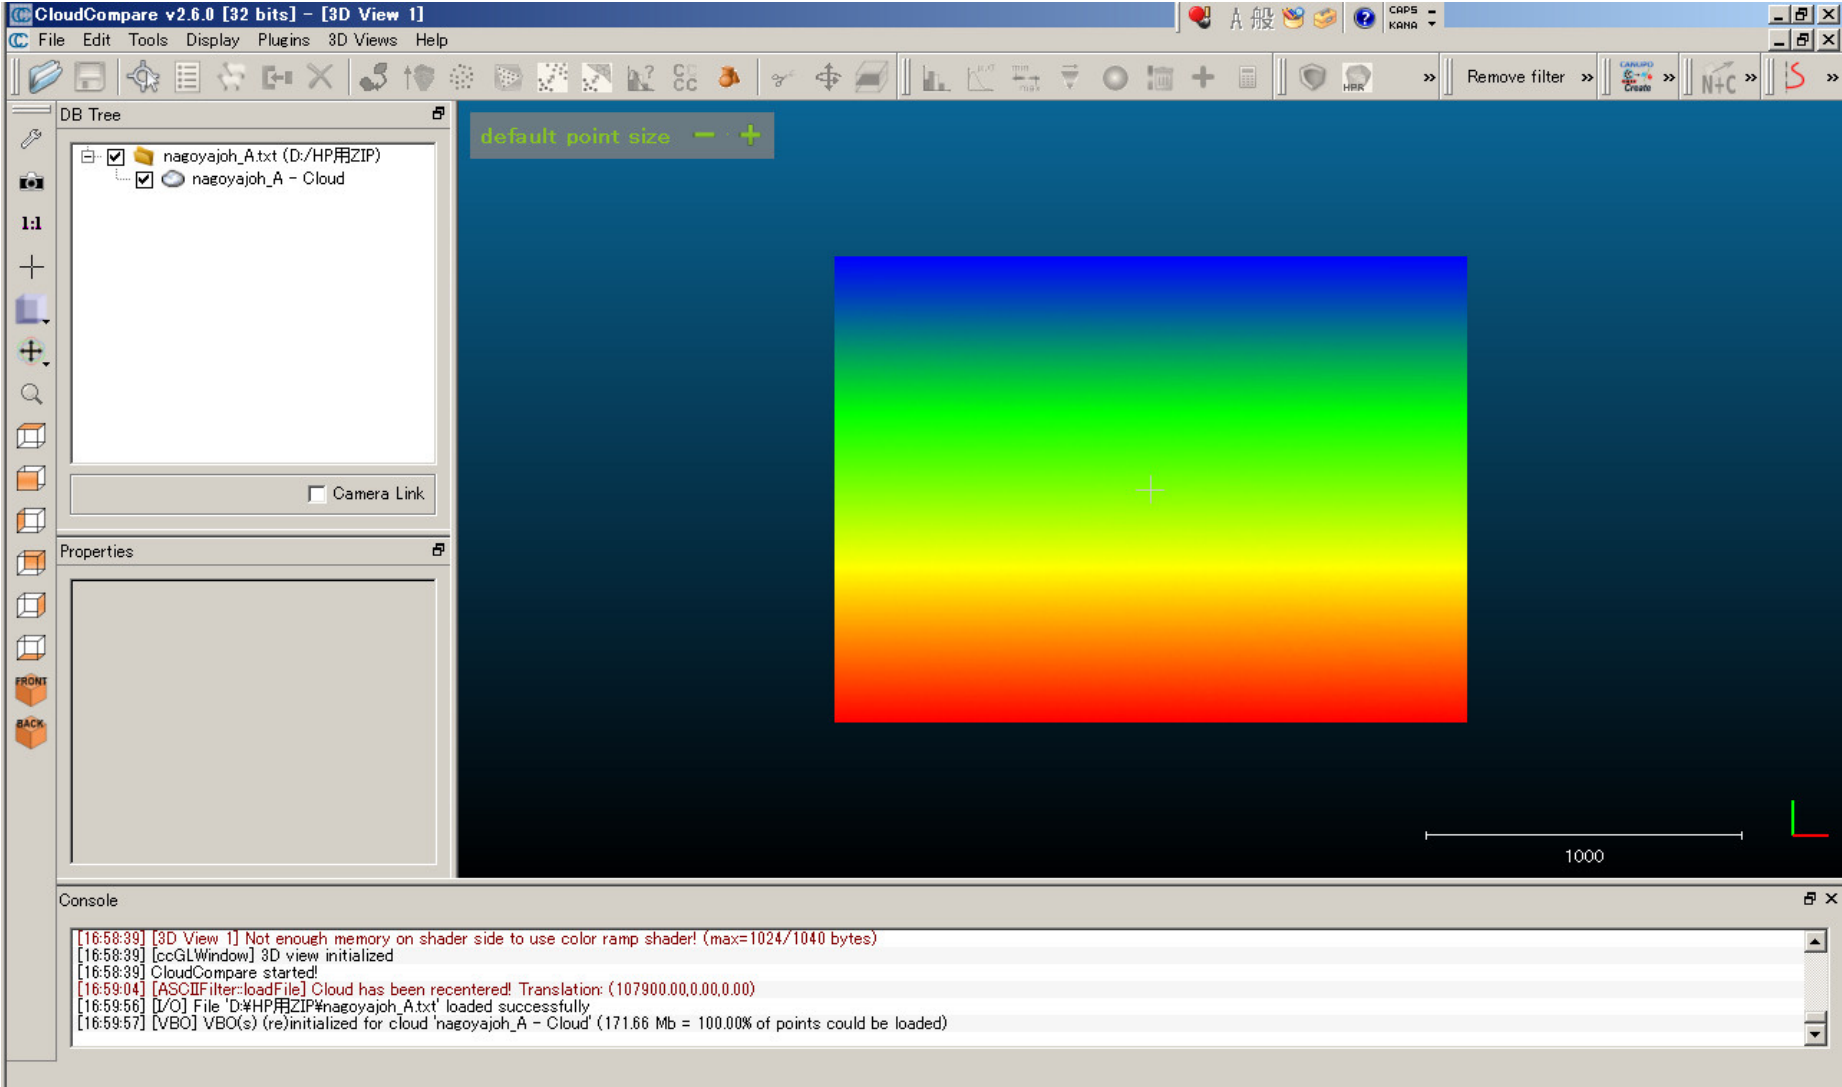 CloudCompare v2.6.0 [32 bits] - [3D View 1]
A 般
CAPS
KANA
File Edit Tools Display Plugins 3D Views Help
HPR
Remove filter
CANUPO
Create
N+C
DB Tree
nagoyajoh_A.txt (D:/HP用ZIP)
nagoyajoh_A - Cloud
Camera Link
1:1
Properties
FRONT
BACK
default point size
1000
Console
[16:58:39] [3D View 1] Not enough memory on shader side to use color ramp shader! (max=1024/1040 bytes)
[16:58:39] [ccGLWindow] 3D view initialized
[16:58:39] CloudCompare started!
[16:59:04] [ASCIIFilter::loadFile] Cloud has been recentered! Translation: (107900.00,0.00,0.00)
[16:59:56] [I/O] File 'D:¥HP用ZIP¥nagoyajoh_A.txt' loaded successfully
[16:59:57] [VBO] VBO(s) (re)initialized for cloud 'nagoyajoh_A - Cloud' (171.66 Mb = 100.00% of points could be loaded)